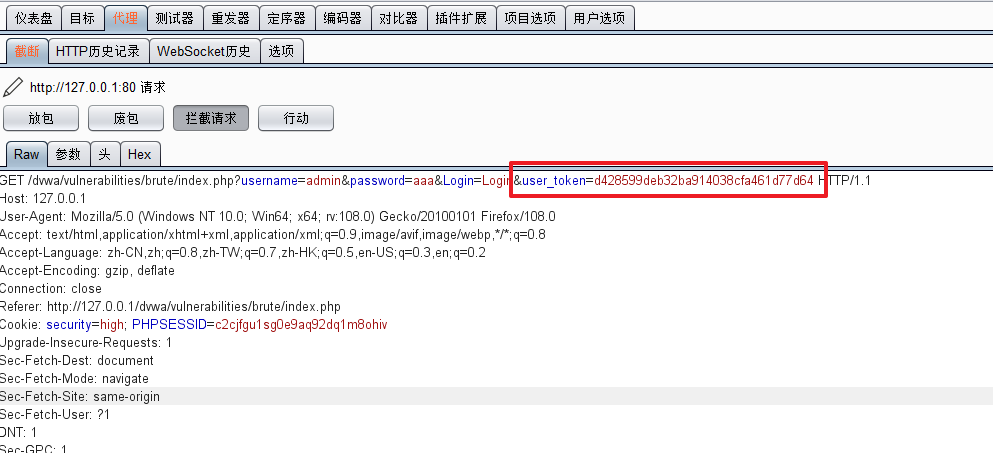 仪表盘 目标 代理 测试器 重发器 定序器 编码器 对比器 插件扩展 项目选项 用户选项
截断 HTTP历史记录 WebSocket历史 选项
http://127.0.0.1:80 请求
放包 废包 拦截请求 行动
Raw 参数 头 Hex
GET /dvwa/vulnerabilities/brute/index.php?username=admin&password=aaa&Login=Login&user_token=d428599deb32ba914038cfa461d77d64 HTTP/1.1
Host: 127.0.0.1
User-Agent: Mozilla/5.0 (Windows NT 10.0; Win64; x64; rv:108.0) Gecko/20100101 Firefox/108.0
Accept: text/html,application/xhtml+xml,application/xml;q=0.9,image/avif,image/webp,*/*;q=0.8
Accept-Language: zh-CN,zh;q=0.8,zh-TW;q=0.7,zh-HK;q=0.5,en-US;q=0.3,en;q=0.2
Accept-Encoding: gzip, deflate
Connection: close
Referer: http://127.0.0.1/dvwa/vulnerabilities/brute/index.php
Cookie: security=high; PHPSESSID=c2cjfgu1sg0e9aq92dq1m8ohiv
Upgrade-Insecure-Requests: 1
Sec-Fetch-Dest: document
Sec-Fetch-Mode: navigate
Sec-Fetch-Site: same-origin
Sec-Fetch-User: ?1
DNT: 1
Sec-GPC: 1